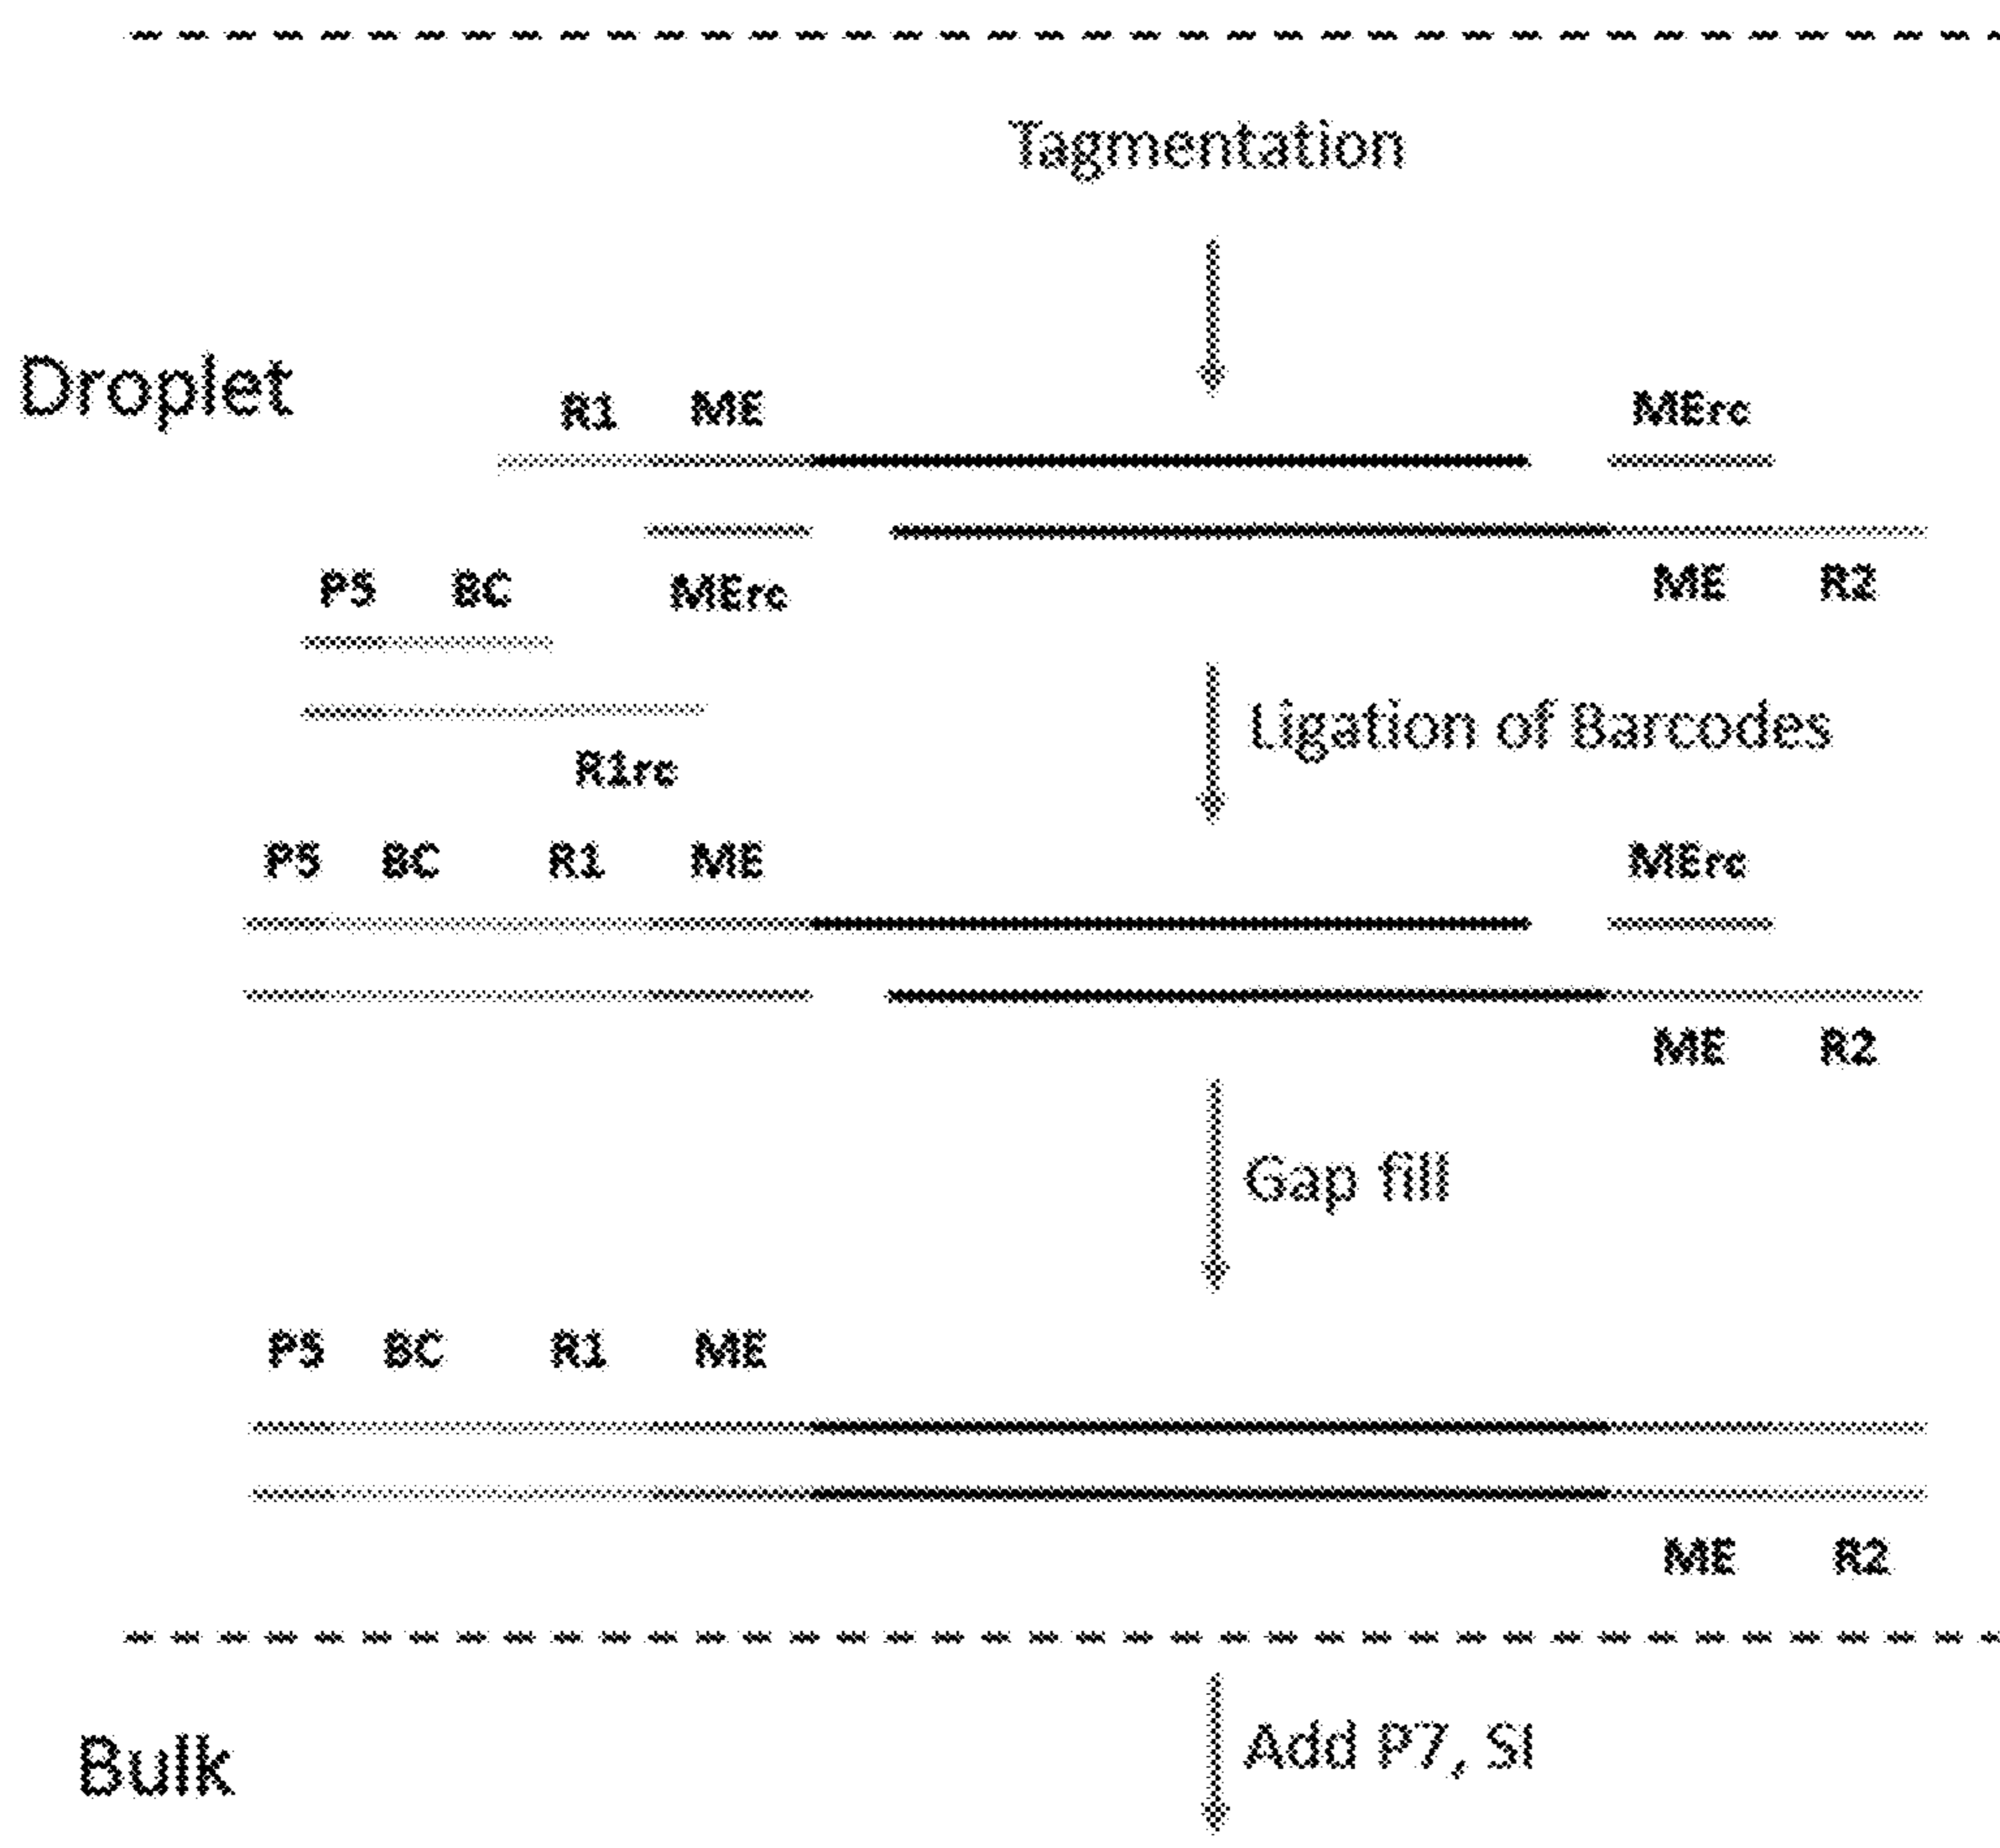 Tagmentation
Droplet
R1 ME MErc
P5 BC MErc ME R2
Ligation of Barcodes
R1rc
P5 BC R1 ME MErc
ME R2
Gap fill
P5 BC R1 ME
ME R2
Bulk
Add P7, SI